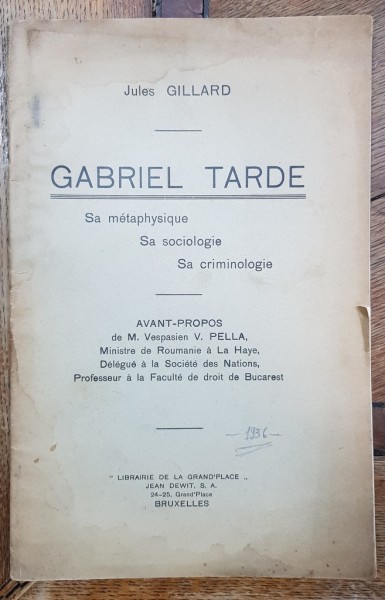 Jules GILLARD
GABRIEL TARDE
Sa métaphysique
Sa sociologie
Sa criminologie
AVANT-PROPOS
de M. Vespasien V. PELLA,
Ministre de Roumanie à La Haye,
Délégué à la Société des Nations,
Professeur à la Faculté de droit de Bucarest
— 1936 —
" LIBRAIRIE DE LA GRAND'PLACE „
JEAN DEWIT, S. A.
24-25, Grand'Place
BRUXELLES